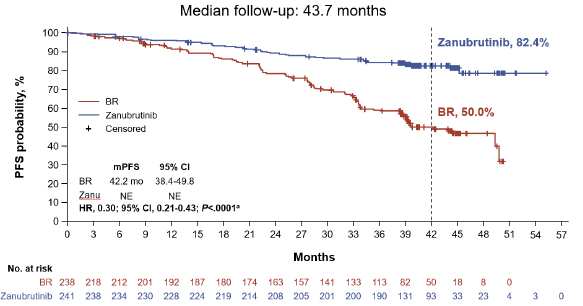 Median follow-up: 43.7 months
PFS probability, %
100
90
80
70
60
50
40
30
20
10
0
Zanubrutinib, 82.4%
BR, 50.0%
BR
Zanubrutinib
Censored
mPFS 95% CI
BR 42.2 mo 38.4-49.8
Zanu NE NE
HR, 0.30; 95% CI, 0.21-0.43; P<.0001a
0 3 6 9 12 15 18 21 24 27 30 33 36 39 42 45 48 51 54 57
Months
No. at risk
BR 238 218 212 201 192 187 180 174 163 157 141 133 113 82 50 18 8 0
Zanubrutinib 241 238 234 230 228 224 219 214 208 205 201 200 190 131 93 33 23 4 3 0